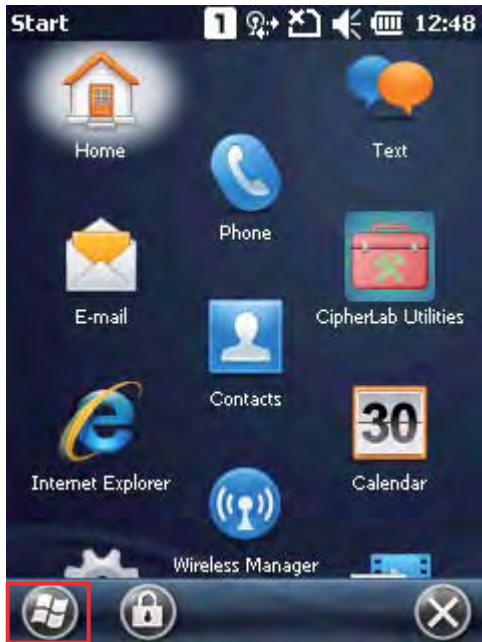 Start 1 12:48
Home
Text
Phone
E-mail
CipherLab Utilities
Contacts
30
Internet Explorer
Calendar
Wireless Manager